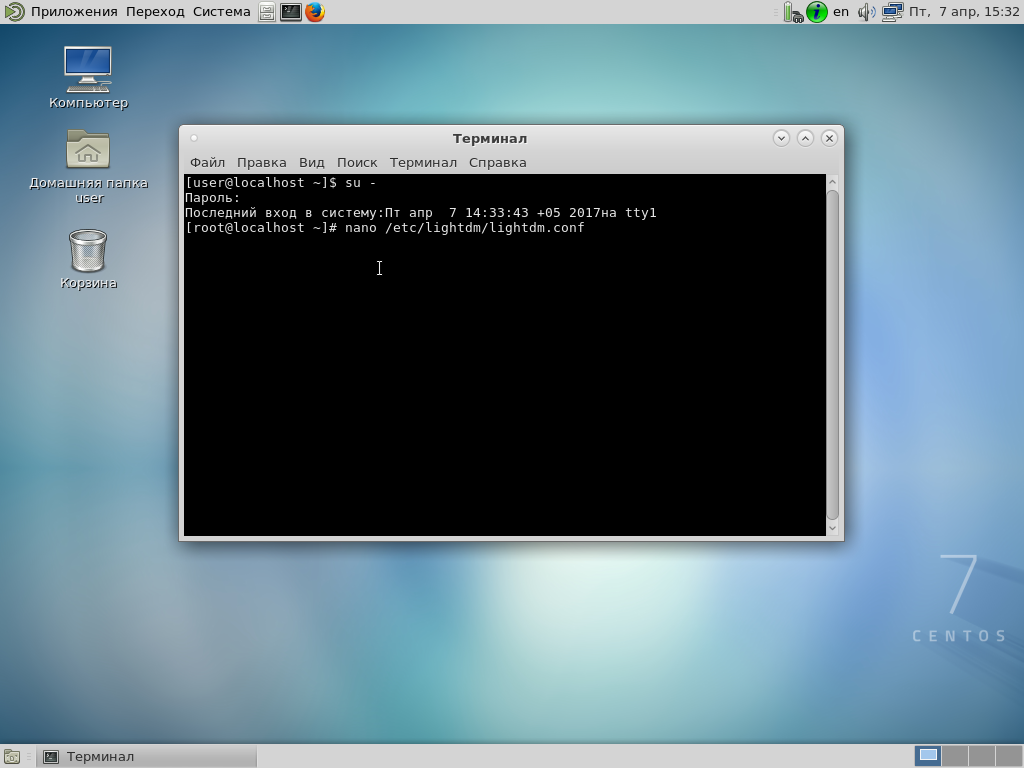 Приложения Переход Система
en
Пт, 7 апр, 15:32
Компьютер
Домашняя папка
user
Корзина
Терминал
Файл Правка Вид Поиск Терминал Справка
[user@localhost ~]$ su -
Пароль:
Последний вход в систему:Пт апр  7 14:33:43 +05 2017на tty1
[root@localhost ~]# nano /etc/lightdm/lightdm.conf
7
CENTOS
Терминал